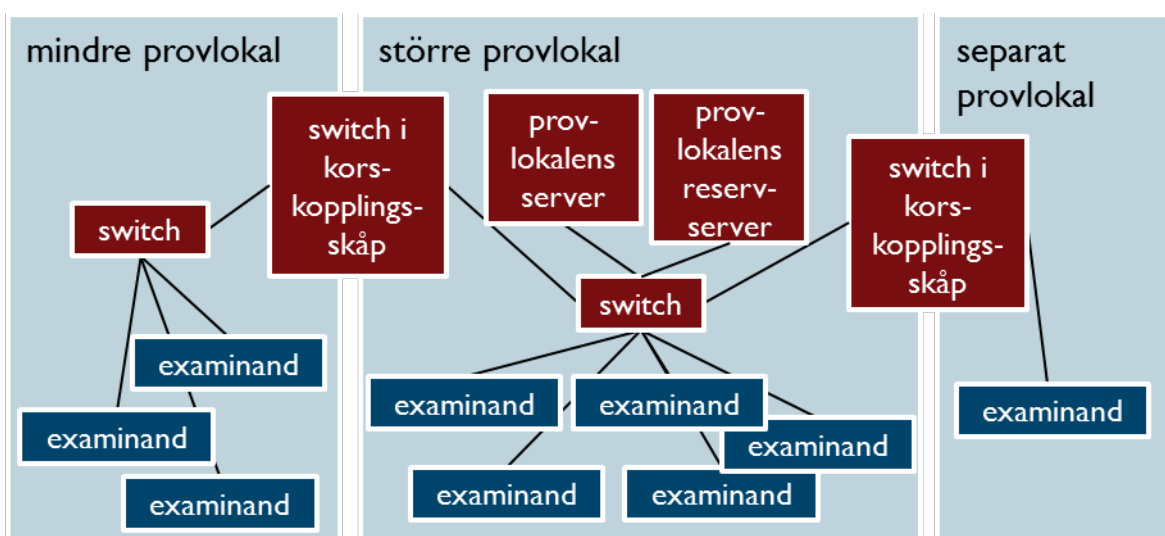 mindre provlokal
större provlokal
separat
provlokal
switch i
kors-
kopplings-
skåp
prov-
lokalens
server
prov-
lokalens
reserv-
server
switch i
kors-
kopplings-
skåp
switch
switch
examinand
examinand
examinand
examinand
examinand
examinand
examinand
examinand
examinand